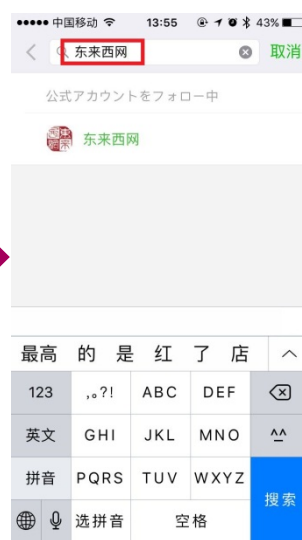 中国移动 13:55 43%
东来西网 取消
公式アカウントをフォロー中
东来西网
最高 的 是 红 了 店
123 ,。?! ABC DEF
英文 GHI JKL MNO ^^
拼音 PQRS TUV WXYZ
搜索
选拼音 空格